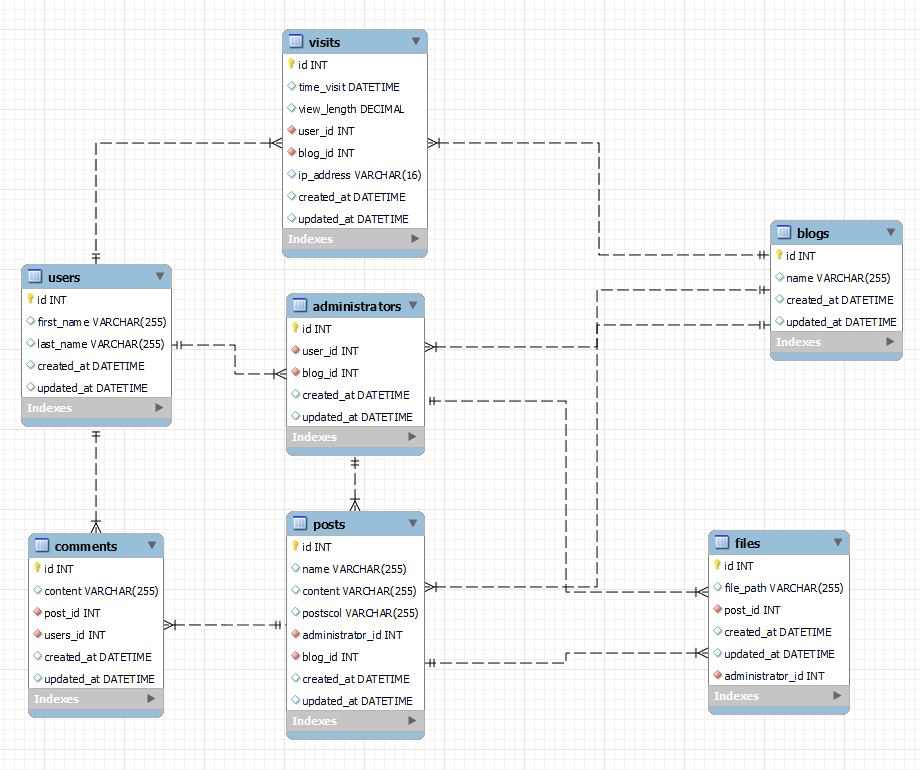 visits
id INT
time_visit DATETIME
view_length DECIMAL
user_id INT
blog_id INT
ip_address VARCHAR(16)
created_at DATETIME
updated_at DATETIME
Indexes
blogs
id INT
name VARCHAR(255)
created_at DATETIME
updated_at DATETIME
Indexes
users
id INT
first_name VARCHAR(255)
last_name VARCHAR(255)
created_at DATETIME
updated_at DATETIME
Indexes
administrators
id INT
user_id INT
blog_id INT
created_at DATETIME
updated_at DATETIME
Indexes
comments
id INT
content VARCHAR(255)
post_id INT
users_id INT
created_at DATETIME
updated_at DATETIME
Indexes
posts
id INT
name VARCHAR(255)
content VARCHAR(255)
postscol VARCHAR(255)
administrator_id INT
blog_id INT
created_at DATETIME
updated_at DATETIME
Indexes
files
id INT
file_path VARCHAR(255)
post_id INT
created_at DATETIME
updated_at DATETIME
administrator_id INT
Indexes